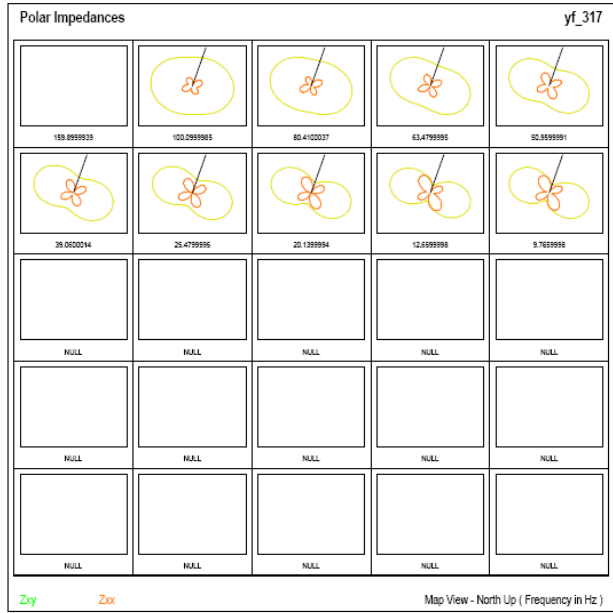 Polar Impedances yf_317
159.8999939 100.0999985 80.4100037 63.4799995 50.9599991
39.0600014 25.4799995 20.1399994 12.6599998 9.7659998
NULL NULL NULL NULL NULL
NULL NULL NULL NULL NULL
NULL NULL NULL NULL NULL
Zxy Zxx Map View - North Up ( Frequency in Hz )